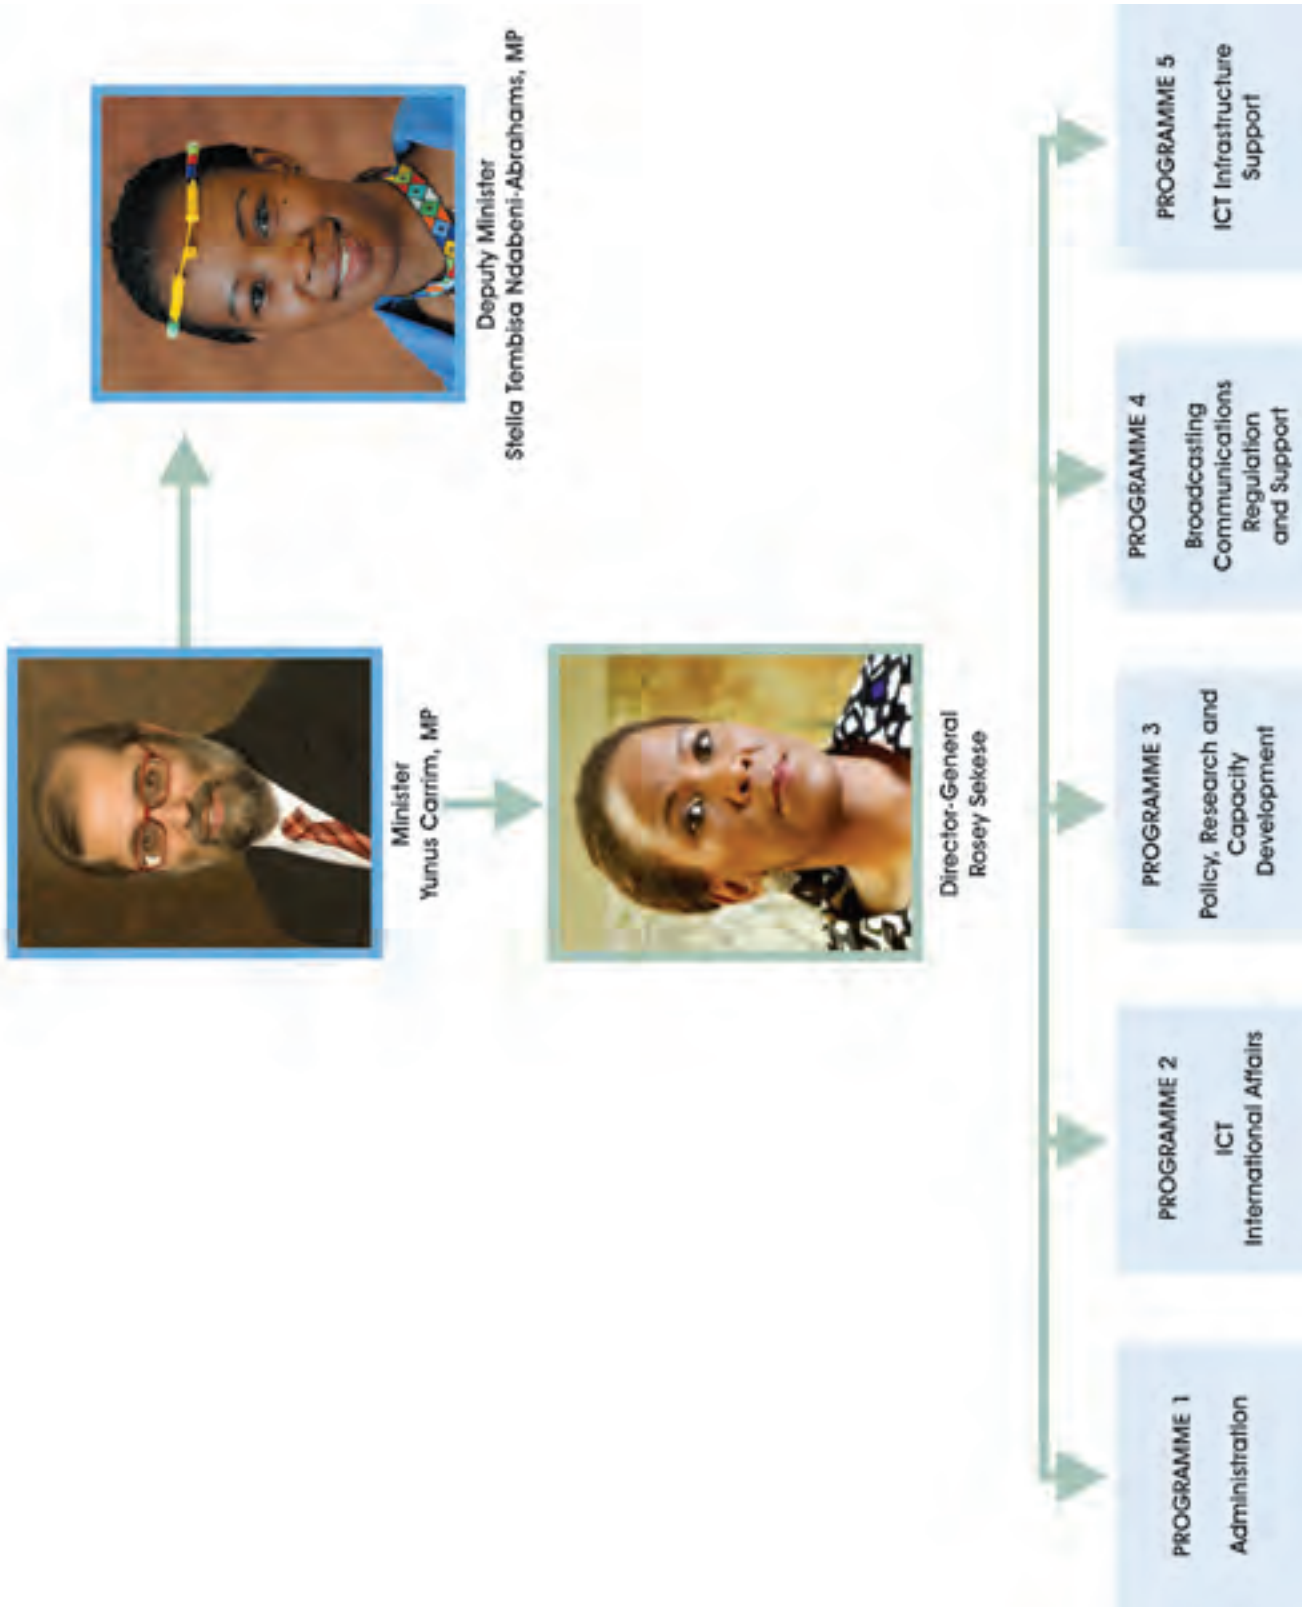 Minister
Yunus Carrim, MP
Deputy Minister
Stella Tembisa Ndabeni-Abrahams, MP
Director-General
Rosey Sekese
PROGRAMME 1
Administration
PROGRAMME 2
ICT
International Affairs
PROGRAMME 3
Policy, Research and
Capacity
Development
PROGRAMME 4
Broadcasting
Communications
Regulation
and Support
PROGRAMME 5
ICT Infrastructure
Support